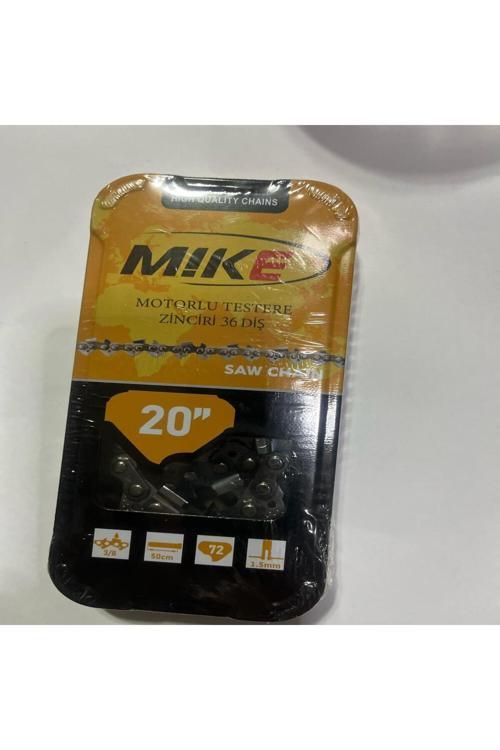 HIGH QUALITY CHAINS
MIKE
MOTORLU TESTERE
ZİNCİRİ 36 DİŞ
SAW CHAIN
20”
3/8
50cm
72
1.5mm